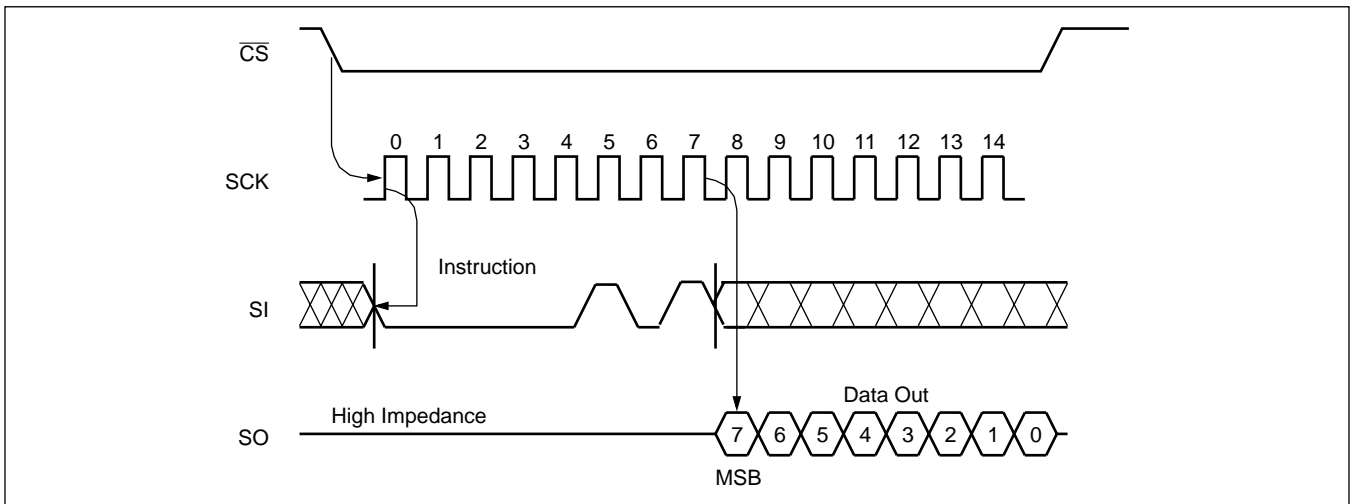 CS
0 1 2 3 4 5 6 7 8 9 10 11 12 13 14
SCK
Instruction
SI
Data Out
High Impedance
SO
7 6 5 4 3 2 1 0
MSB